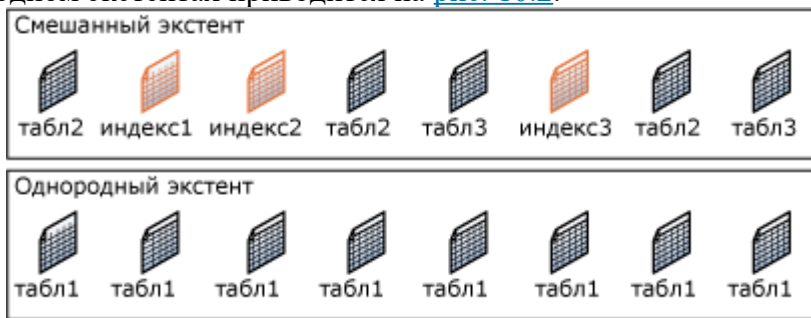 Смешанный экстент
табл2 индекс1 индекс2 табл2 табл3 индекс3 табл2 табл3
Однородный экстент
табл1 табл1 табл1 табл1 табл1 табл1 табл1 табл1